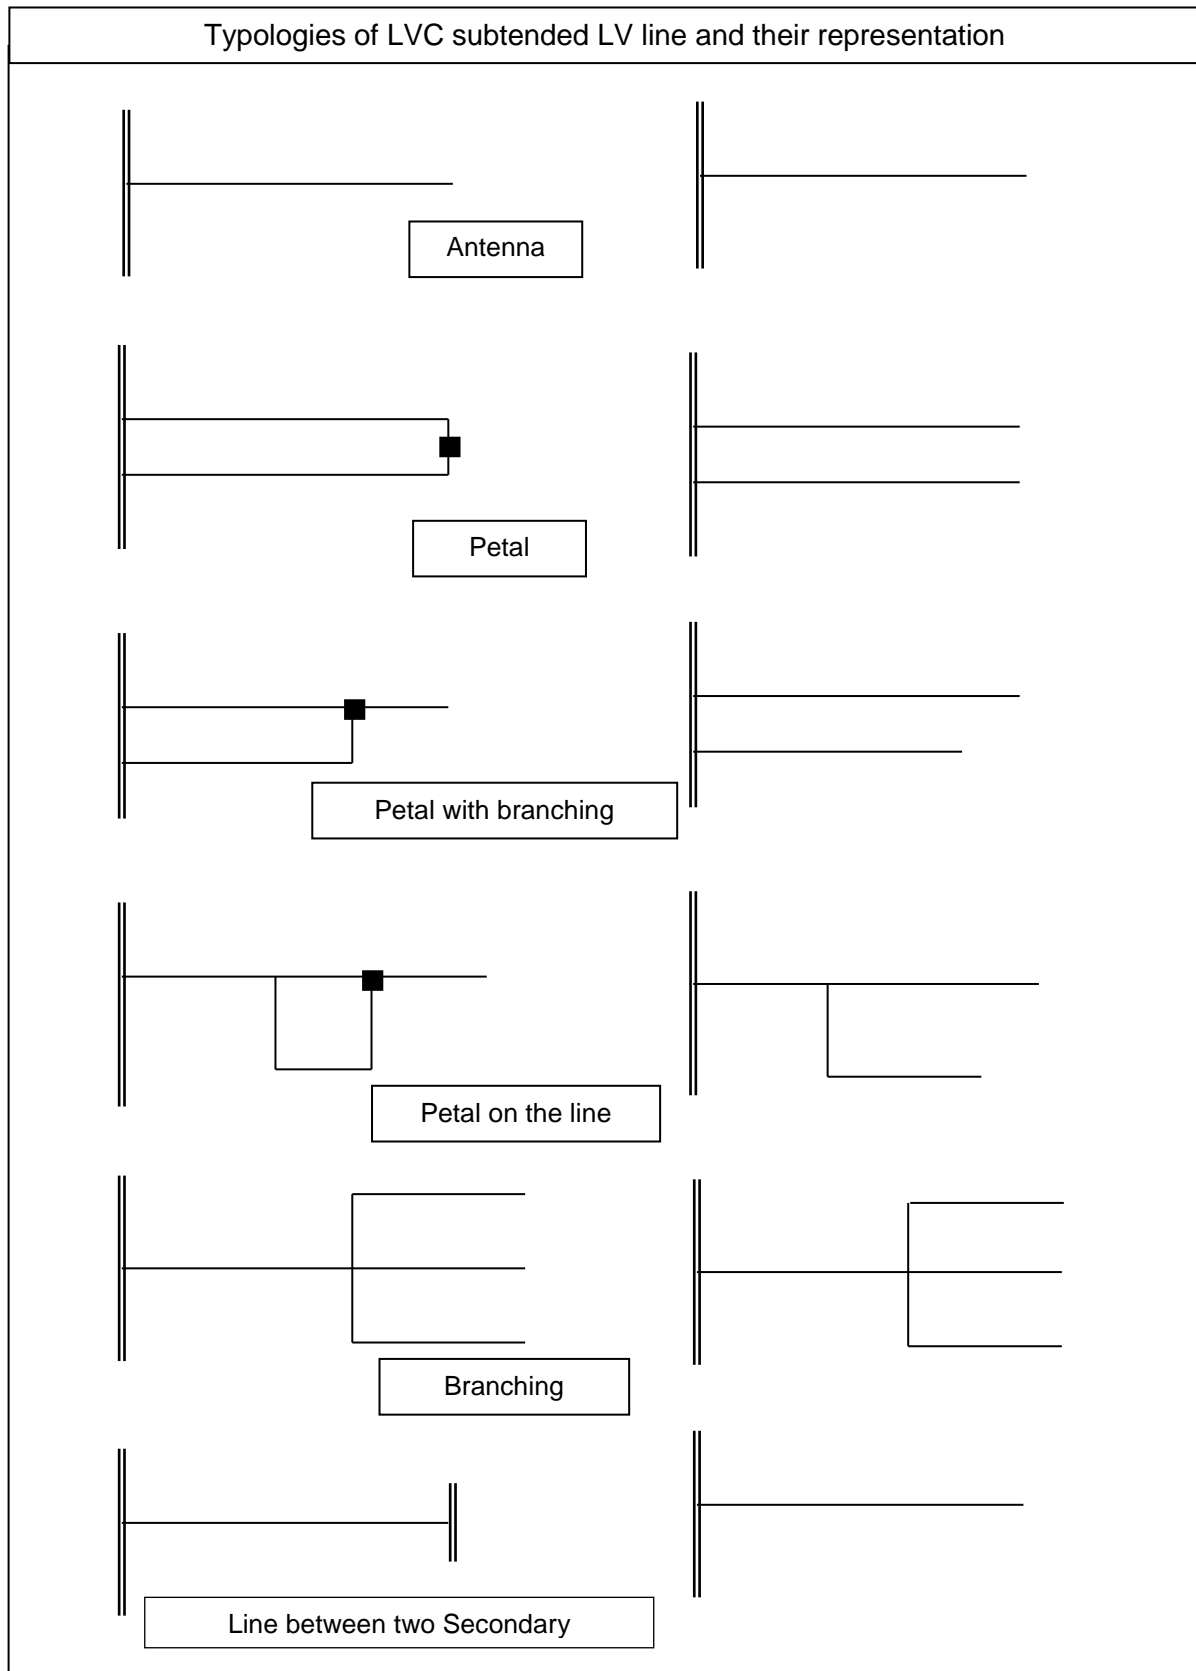 Typologies of LVC subtended LV line and their representation
Antenna
Petal
Petal with branching
Petal on the line
Branching
Line between two Secondary